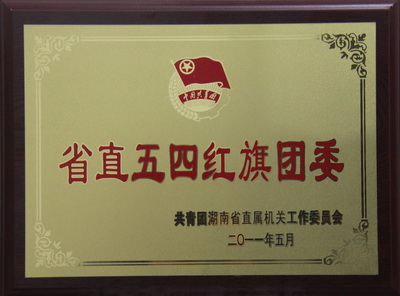 中国共青团
省直五四红旗团委
共青团湖南省直属机关工作委员会
二〇一一年五月